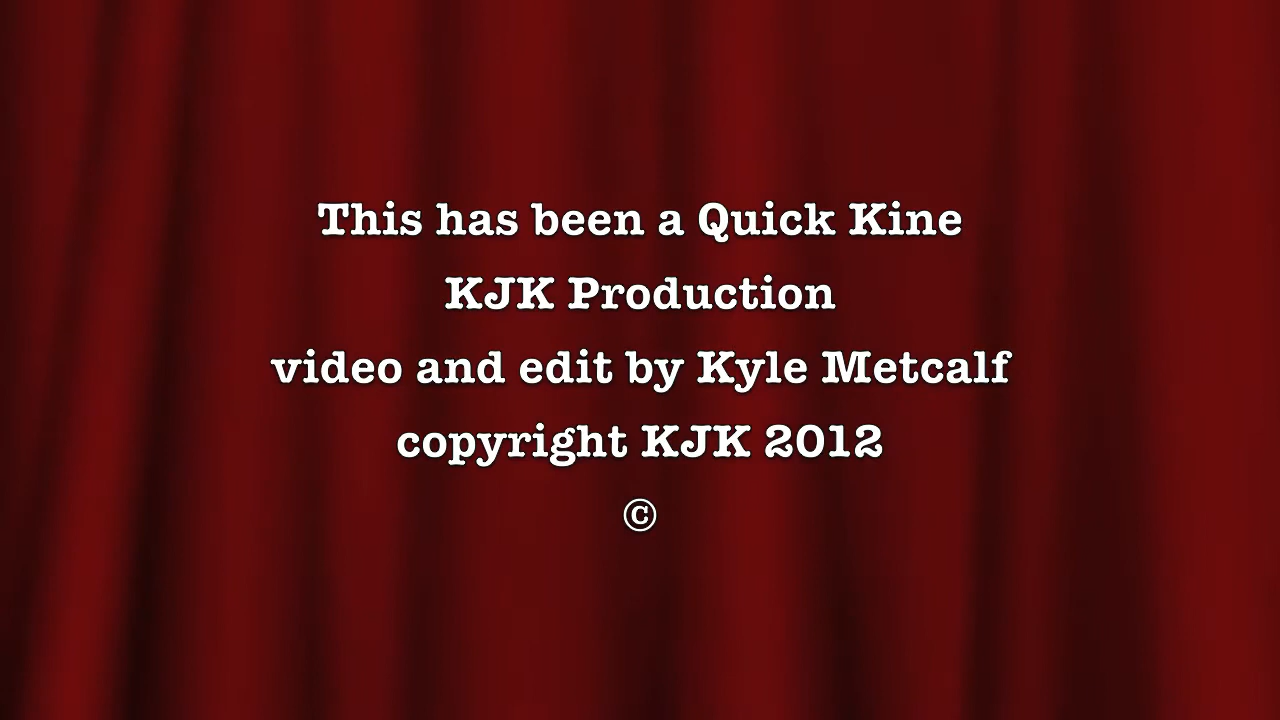 This has been a Quick Kine
KJK Production
video and edit by Kyle Metcalf
copyright KJK 2012
©